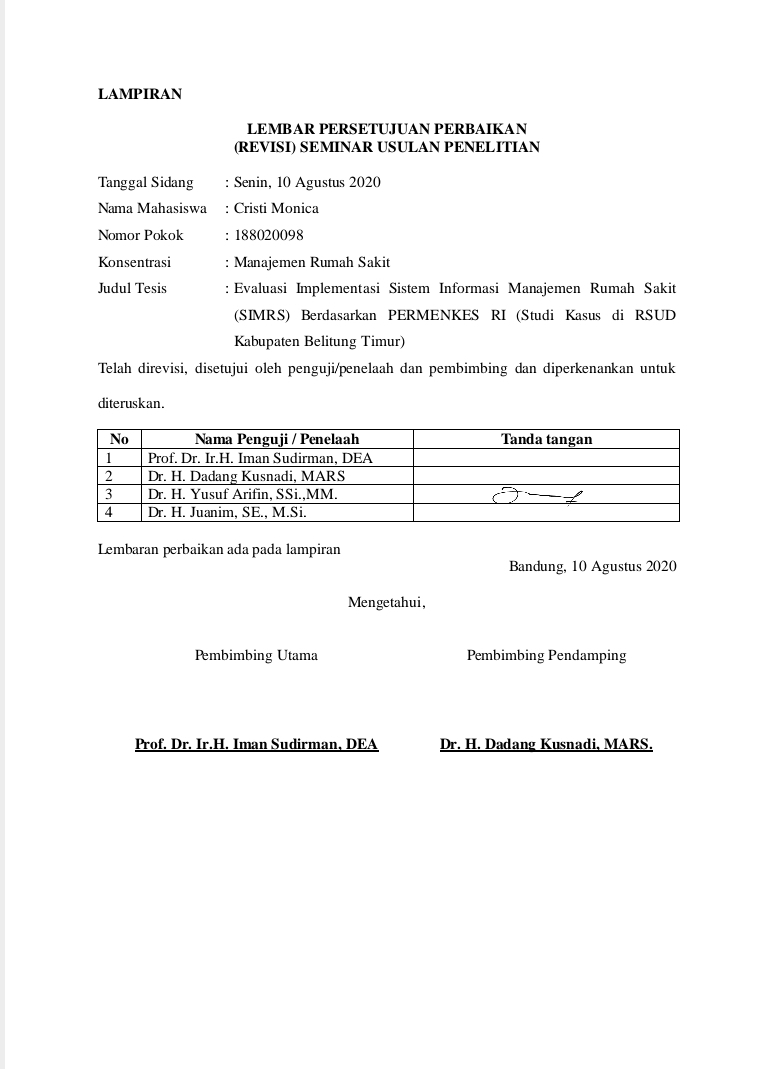 LAMPIRAN
LEMBAR PERSETUJUAN PERBAIKAN
(REVISI) SEMINAR USULAN PENELITIAN
Tanggal Sidang : Senin, 10 Agustus 2020
Nama Mahasiswa : Cristi Monica
Nomor Pokok : 188020098
Konsentrasi : Manajemen Rumah Sakit
Judul Tesis : Evaluasi Implementasi Sistem Informasi Manajemen Rumah Sakit
(SIMRS) Berdasarkan PERMENKES RI (Studi Kasus di RSUD
Kabupaten Belitung Timur)
Telah direvisi, disetujui oleh penguji/penelaah dan pembimbing dan diperkenankan untuk
diteruskan.
No Nama Penguji / Penelaah Tanda tangan
1 Prof. Dr. Ir.H. Iman Sudirman, DEA
2 Dr. H. Dadang Kusnadi, MARS
3 Dr. H. Yusuf Arifin, SSi.,MM.
4 Dr. H. Juanim, SE., M.Si.
Lembaran perbaikan ada pada lampiran
Bandung, 10 Agustus 2020
Mengetahui,
Pembimbing Utama Pembimbing Pendamping
Prof. Dr. Ir.H. Iman Sudirman, DEA Dr. H. Dadang Kusnadi, MARS.